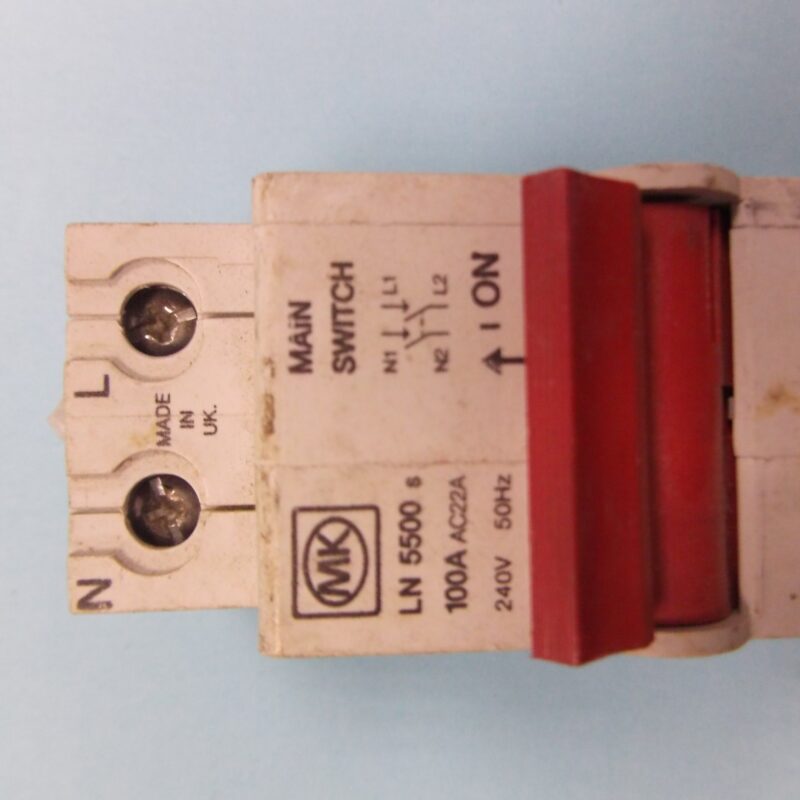 N L
MADE
IN
UK.
MK
LN 5500 s
100A AC22A
240V 50Hz
MAIN
SWITCH
N1 L1
N2 L2
I ON